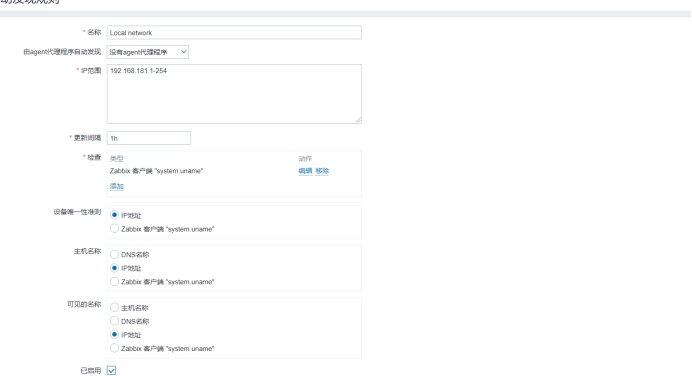 动发现规则
* 名称 Local network
由agent代理程序自动发现 没有agent代理程序
* IP范围 192.168.181.1-254
* 更新间隔 1h
* 检查 类型 动作
Zabbix 客户端 "system.uname" 编辑 移除
添加
设备唯一性准则 IP地址
Zabbix 客户端 "system.uname"
主机名称 DNS名称
IP地址
Zabbix 客户端 "system.uname"
可见的名称 主机名称
DNS名称
IP地址
Zabbix 客户端 "system.uname"
已启用